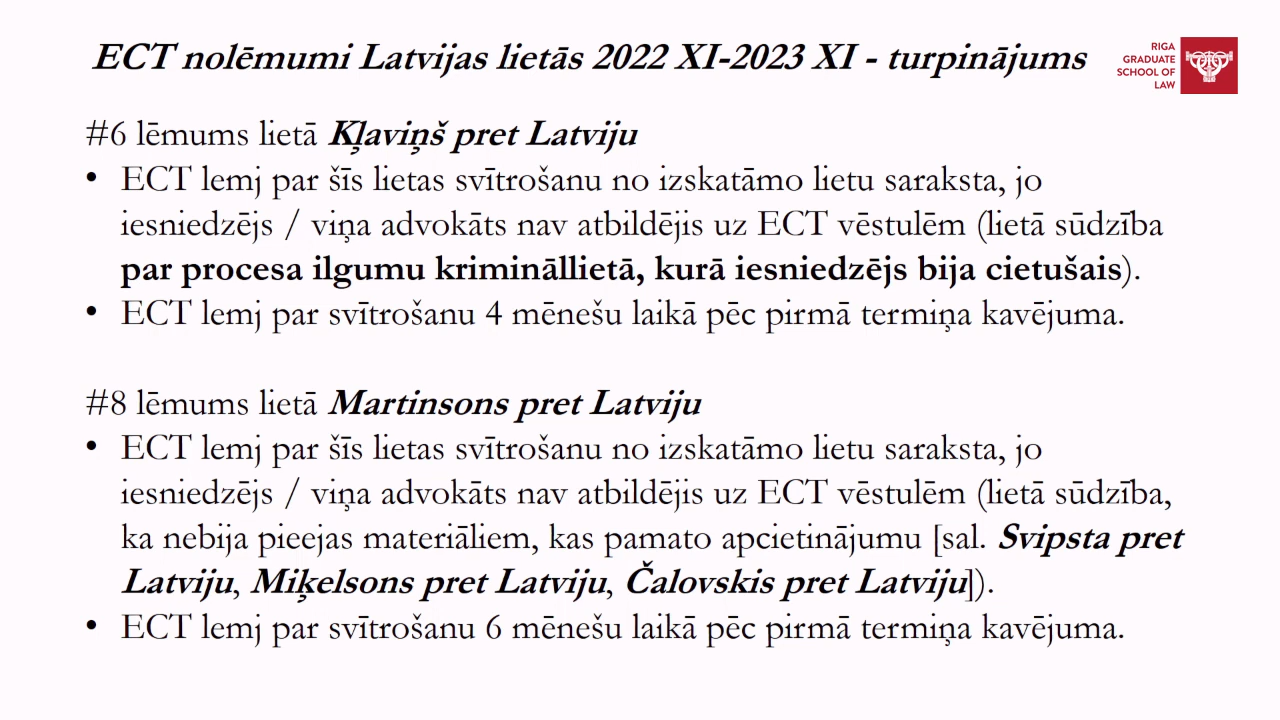 ECT nolēmumi Latvijas lietās 2022 XI-2023 XI - turpinājums
RIGA
GRADUATE
SCHOOL OF
LAW
#6 lēmums lietā Kļaviņš pret Latviju
• ECT lemj par šīs lietas svītrošanu no izskatāmo lietu saraksta, jo
iesniedzējs / viņa advokāts nav atbildējis uz ECT vēstulēm (lietā sūdzība
par procesa ilgumu krimināllietā, kurā iesniedzējs bija cietušais).
• ECT lemj par svītrošanu 4 mēnešu laikā pēc pirmā termiņa kavējuma.
#8 lēmums lietā Martinsons pret Latviju
• ECT lemj par šīs lietas svītrošanu no izskatāmo lietu saraksta, jo
iesniedzējs / viņa advokāts nav atbildējis uz ECT vēstulēm (lietā sūdzība,
ka nebija pieejas materiāliem, kas pamato apcietinājumu [sal. Svipsta pret
Latviju, Miķelsons pret Latviju, Čalovskis pret Latviju]).
• ECT lemj par svītrošanu 6 mēnešu laikā pēc pirmā termiņa kavējuma.